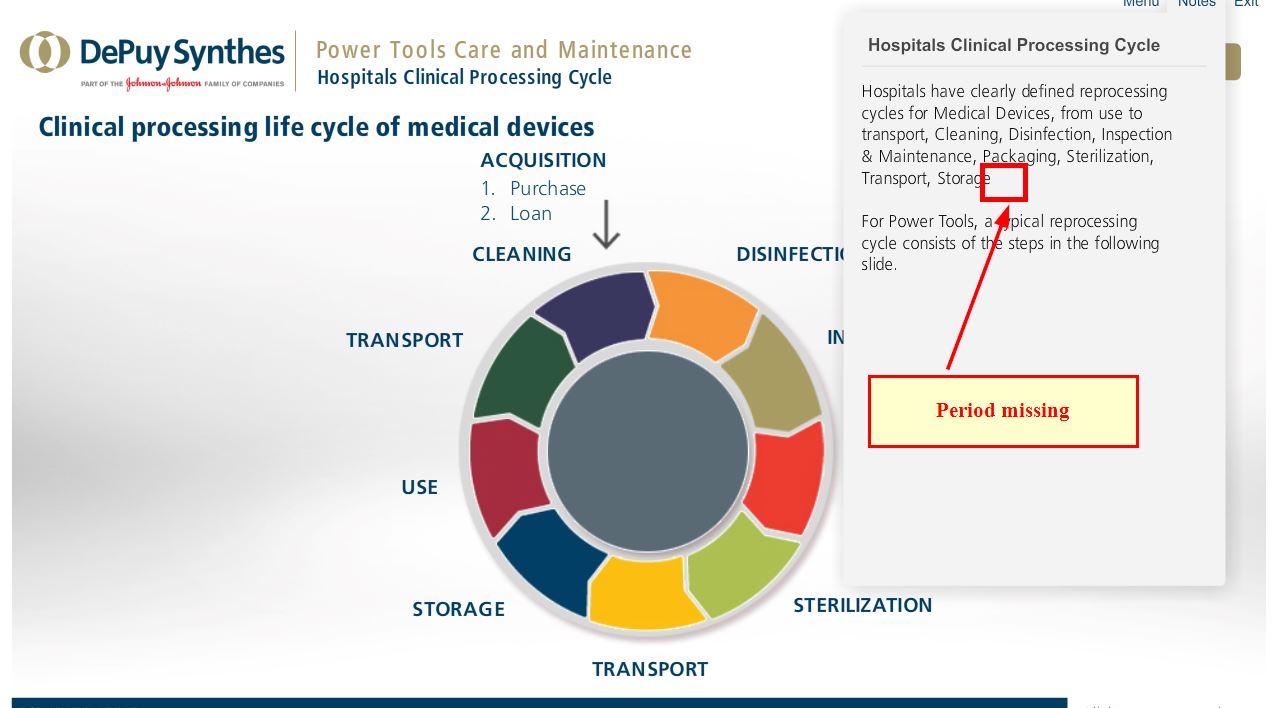 Menu Notes Exit
DePuy Synthes
PART OF THE Johnson & Johnson FAMILY OF COMPANIES
Power Tools Care and Maintenance
Hospitals Clinical Processing Cycle
Clinical processing life cycle of medical devices
ACQUISITION
1. Purchase
2. Loan
CLEANING
DISINFECTIO
TRANSPORT
IN
USE
STORAGE
STERILIZATION
TRANSPORT
Hospitals Clinical Processing Cycle
Hospitals have clearly defined reprocessing
cycles for Medical Devices, from use to
transport, Cleaning, Disinfection, Inspection
& Maintenance, Packaging, Sterilization,
Transport, Storage
For Power Tools, a typical reprocessing
cycle consists of the steps in the following
slide.
Period missing